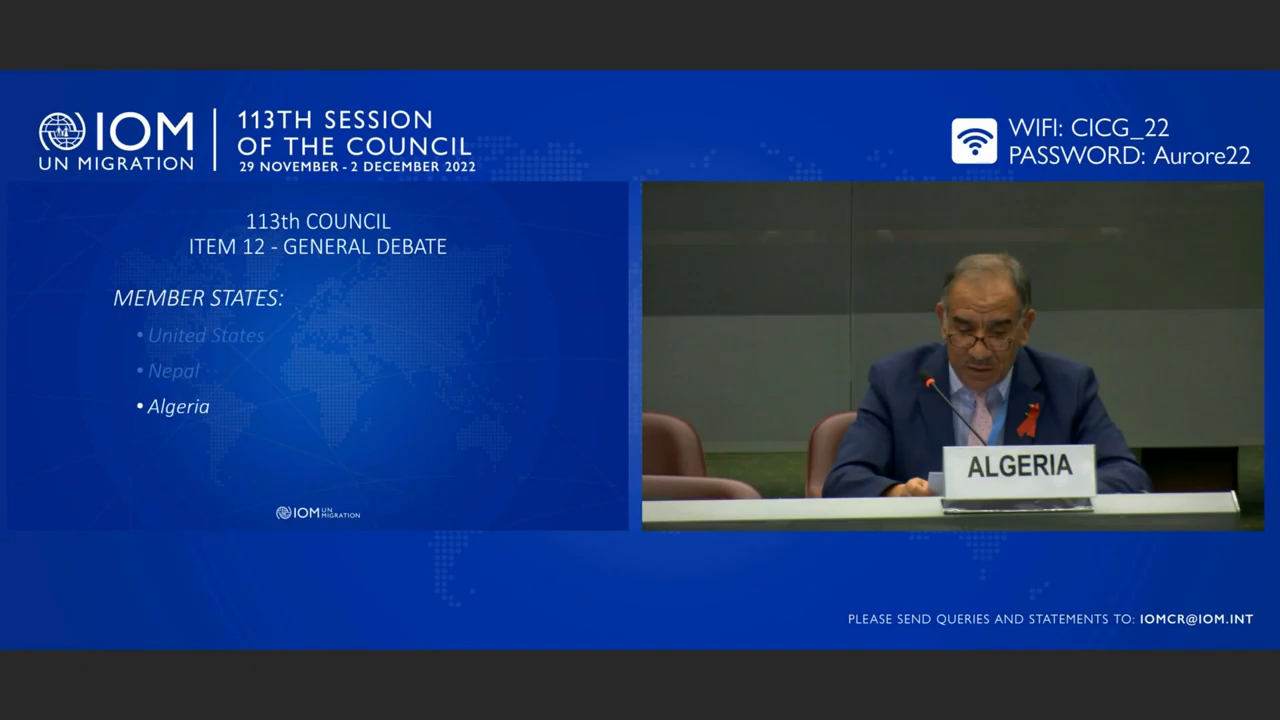 IOM
UN MIGRATION
113TH SESSION
OF THE COUNCIL
29 NOVEMBER - 2 DECEMBER 2022
WIFI: CICG_22
PASSWORD: Aurore22
113th COUNCIL
ITEM 12 - GENERAL DEBATE
MEMBER STATES:
• United States
• Nepal
• Algeria
IOM UN MIGRATION
ALGERIA
PLEASE SEND QUERIES AND STATEMENTS TO: IOMCR@IOM.INT